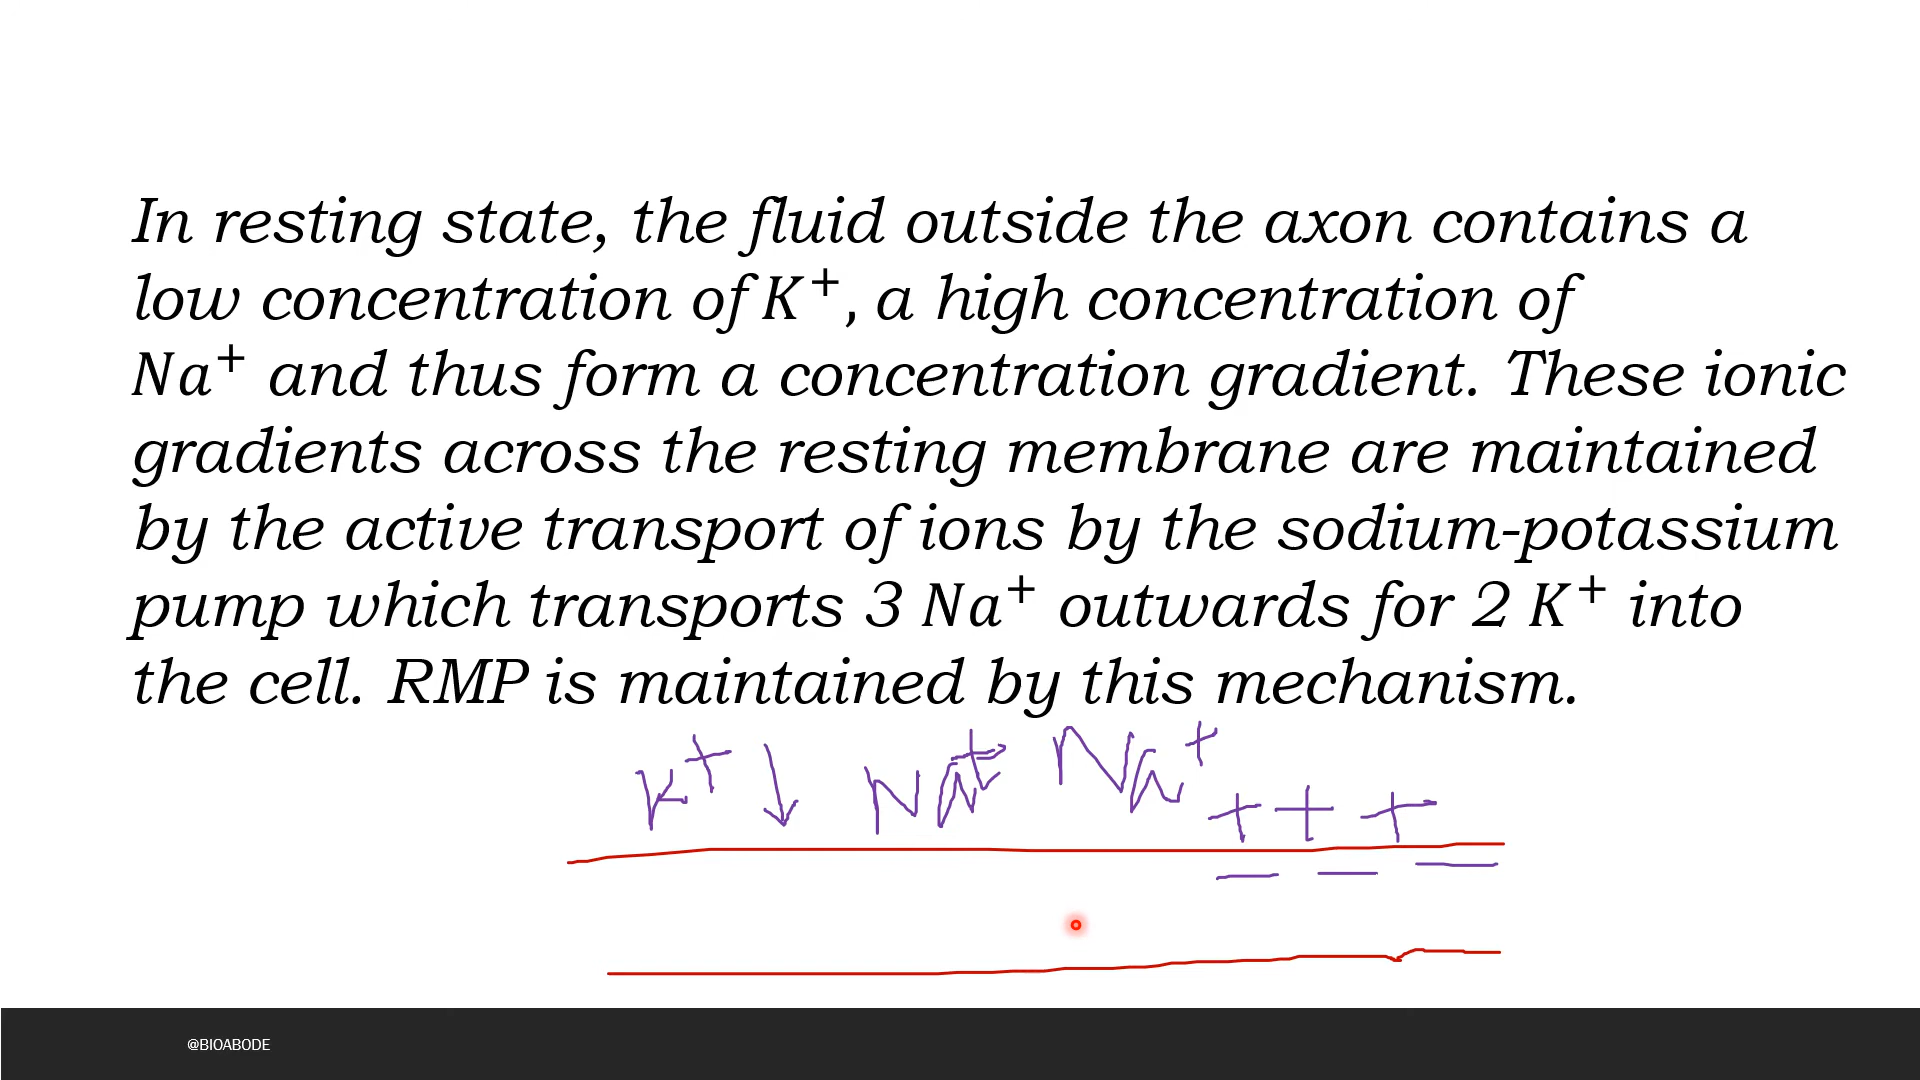 In resting state, the fluid outside the axon contains a
low concentration of K⁺, a high concentration of
Na⁺ and thus form a concentration gradient. These ionic
gradients across the resting membrane are maintained
by the active transport of ions by the sodium-potassium
pump which transports 3 Na⁺ outwards for 2 K⁺ into
the cell. RMP is maintained by this mechanism.
K⁺ ↓ Na⁺ Na⁺
+ + +
— — —
@BIOABODE